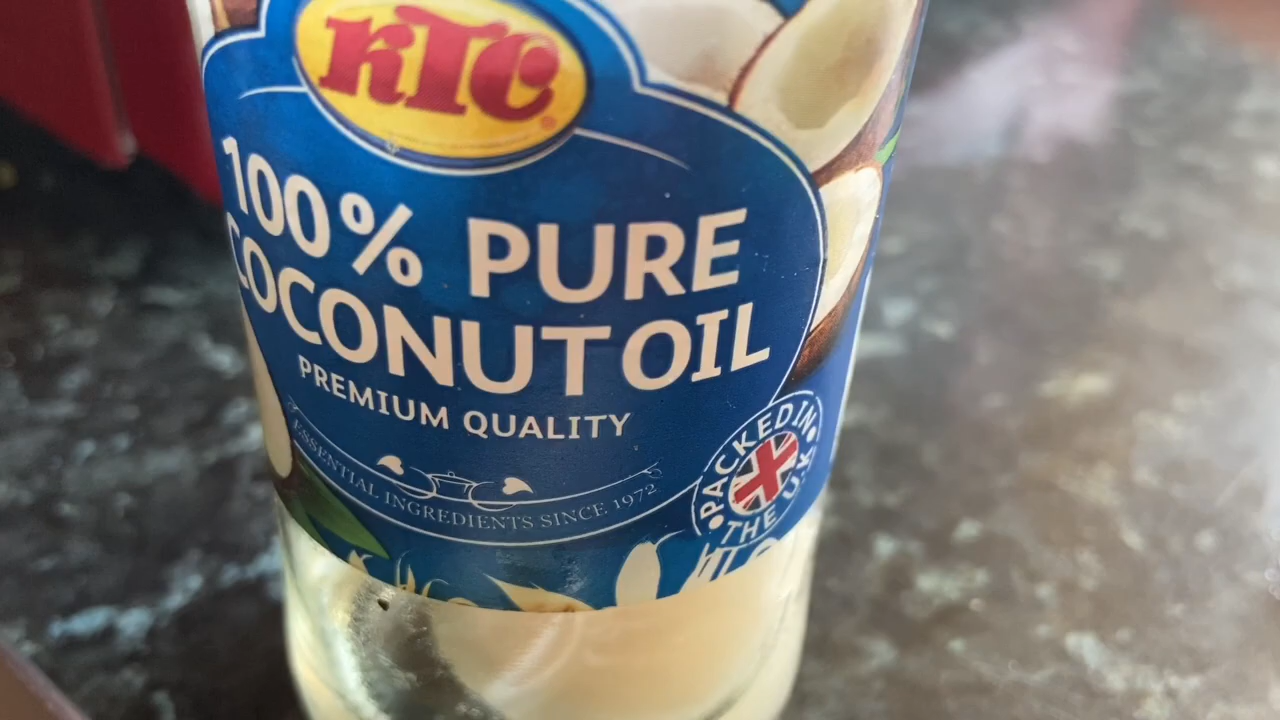 KTC
100% PURE
COCONUT OIL
PREMIUM QUALITY
ESSENTIAL INGREDIENTS SINCE 1972
PACKED IN
THE U.K